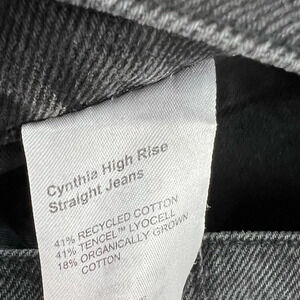 Cynthia High Rise
Straight Jeans
41% RECYCLED COTTON
41% TENCEL™ LYOCELL
18% ORGANICALLY GROWN
COTTON